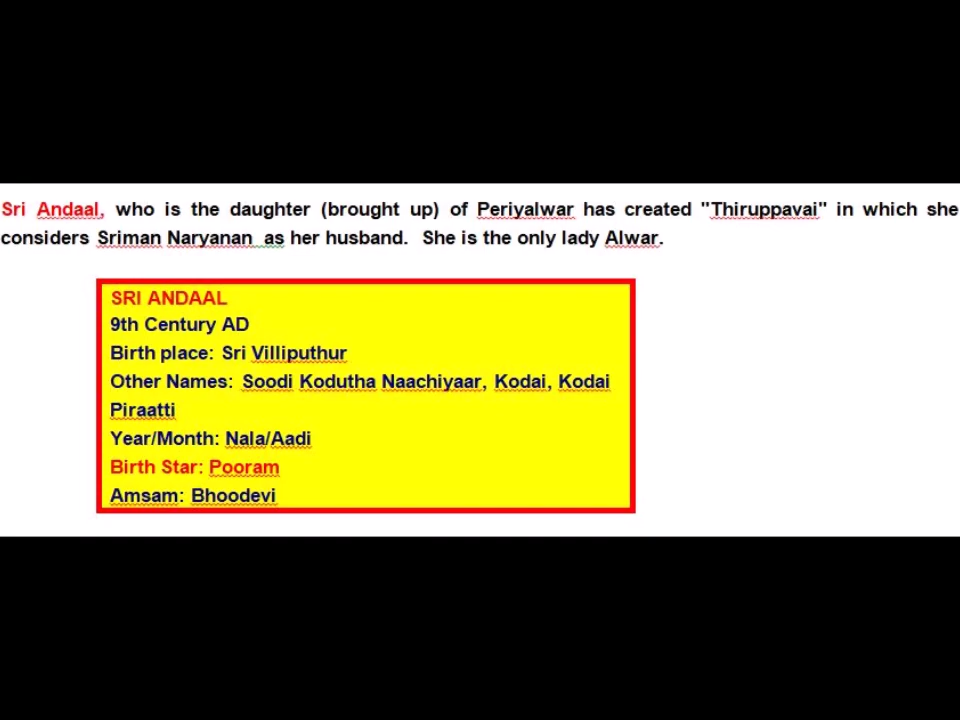 Sri Andaal, who is the daughter (brought up) of Periyalwar has created "Thiruppavai" in which she
considers Sriman Naryanan as her husband. She is the only lady Alwar.
SRI ANDAAL
9th Century AD
Birth place: Sri Villiputhur
Other Names: Soodi Kodutha Naachiyaar, Kodai, Kodai
Piraatti
Year/Month: Nala/Aadi
Birth Star: Pooram
Amsam: Bhoodevi